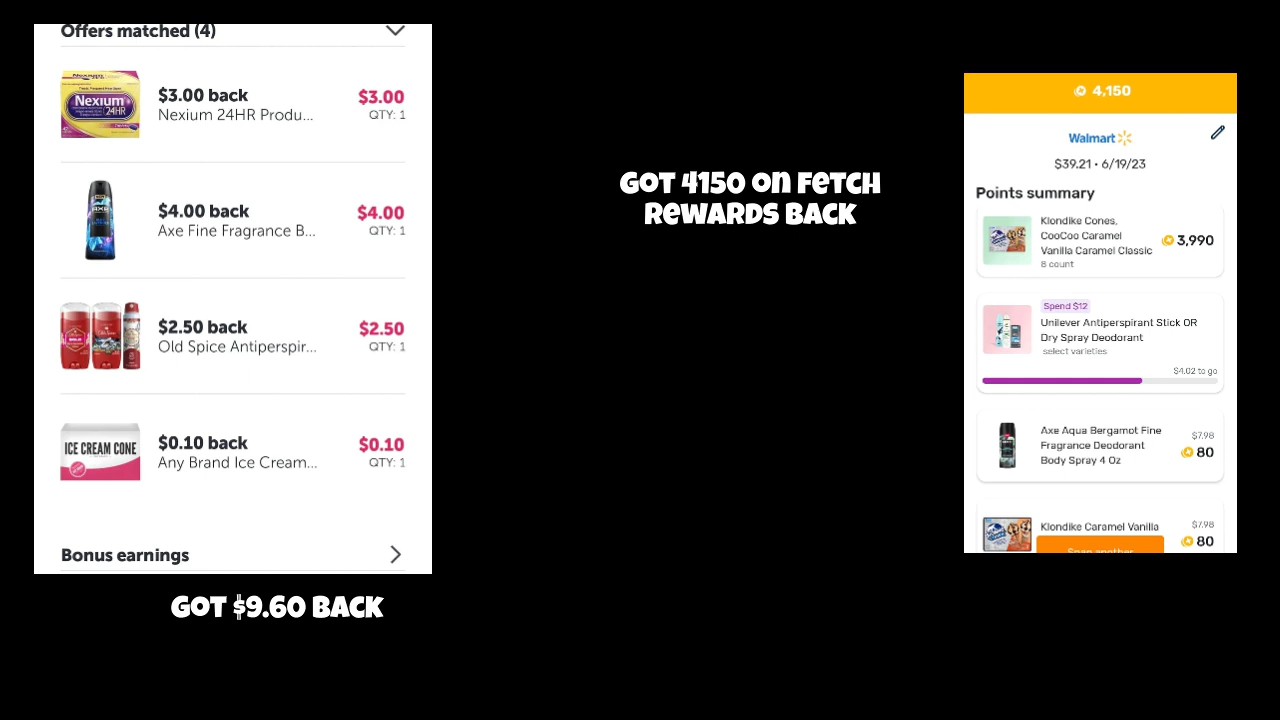 Offers matched (4)
Nexium 24HR
$3.00 back
$3.00
Nexium 24HR Produ...
QTY: 1
AXE
$4.00 back
$4.00
Axe Fine Fragrance B...
QTY: 1
$2.50 back
$2.50
Old Spice Antiperspir...
QTY: 1
ICE CREAM CONE
$0.10 back
$0.10
Any Brand Ice Cream...
QTY: 1
Bonus earnings
GOT $9.60 BACK
GOT 4150 ON FETCH
REWARDS BACK
4,150
Walmart
$39.21 • 6/19/23
Points summary
Klondike Cones,
CooCoo Caramel
Vanilla Caramel Classic
8 count
3,990
Spend $12
Unilever Antiperspirant Stick OR
Dry Spray Deodorant
select varieties
$4.02 to go
Axe Aqua Bergamot Fine
Fragrance Deodorant
Body Spray 4 Oz
$7.98
80
Klondike Caramel Vanilla
$7.98
80
Snap another